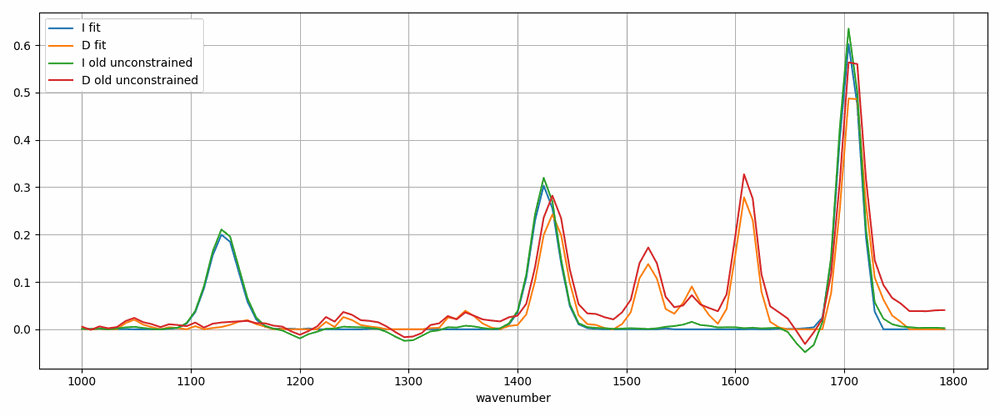 I fit
D fit
I old unconstrained
D old unconstrained
0.6
0.5
0.4
0.3
0.2
0.1
0.0
1000 1100 1200 1300 1400 1500 1600 1700 1800
wavenumber